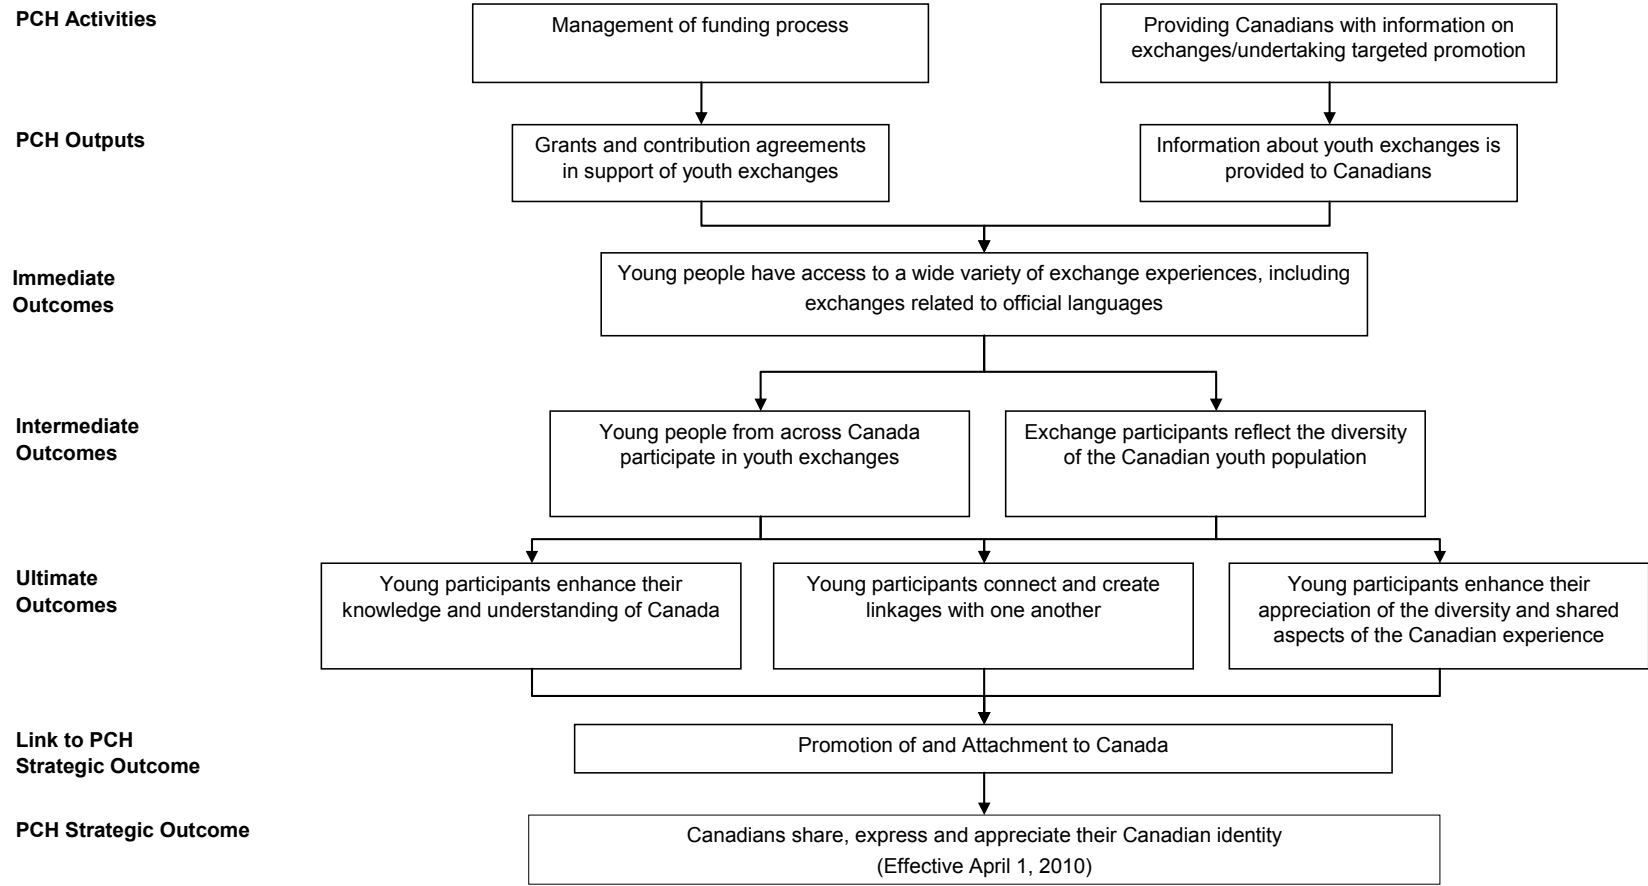 PCH Activities
Management of funding process
Providing Canadians with information on
exchanges/undertaking targeted promotion
PCH Outputs
Grants and contribution agreements
in support of youth exchanges
Information about youth exchanges is
provided to Canadians
Immediate
Outcomes
Young people have access to a wide variety of exchange experiences, including
exchanges related to official languages
Intermediate
Outcomes
Young people from across Canada
participate in youth exchanges
Exchange participants reflect the diversity
of the Canadian youth population
Ultimate
Outcomes
Young participants enhance their
knowledge and understanding of Canada
Young participants connect and create
linkages with one another
Young participants enhance their
appreciation of the diversity and shared
aspects of the Canadian experience
Link to PCH
Strategic Outcome
Promotion of and Attachment to Canada
PCH Strategic Outcome
Canadians share, express and appreciate their Canadian identity
(Effective April 1, 2010)